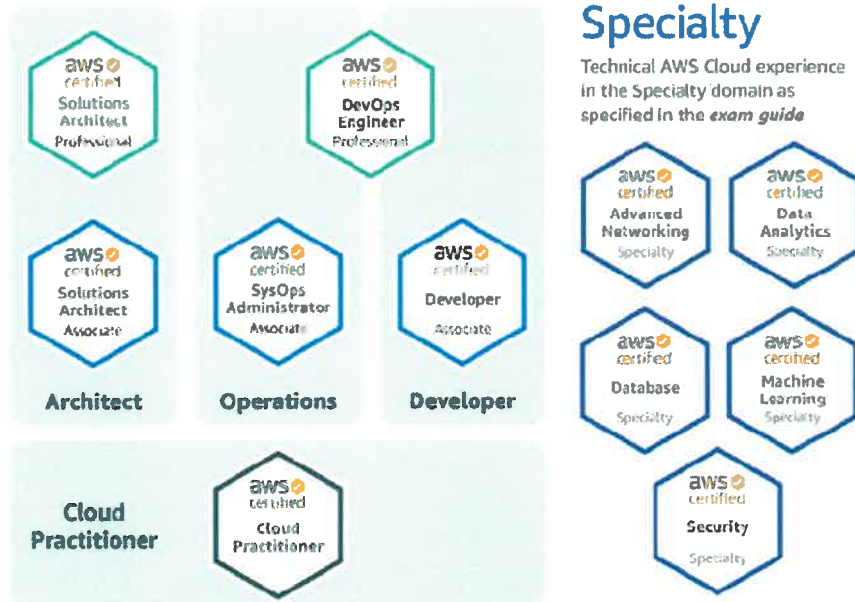 aws
certified
Solutions
Architect
Professional
aws
certified
DevOps
Engineer
Professional
aws
certified
Solutions
Architect
Associate
aws
certified
SysOps
Administrator
Associate
aws
certified
Developer
Associate
Architect
Operations
Developer
Cloud
Practitioner
aws
certified
Cloud
Practitioner
Specialty
Technical AWS Cloud experience
in the Specialty domain as
specified in the exam guide
aws
certified
Advanced
Networking
Specialty
aws
certified
Data
Analytics
Specialty
aws
certified
Database
Specialty
aws
certified
Machine
Learning
Specialty
aws
certified
Security
Specialty